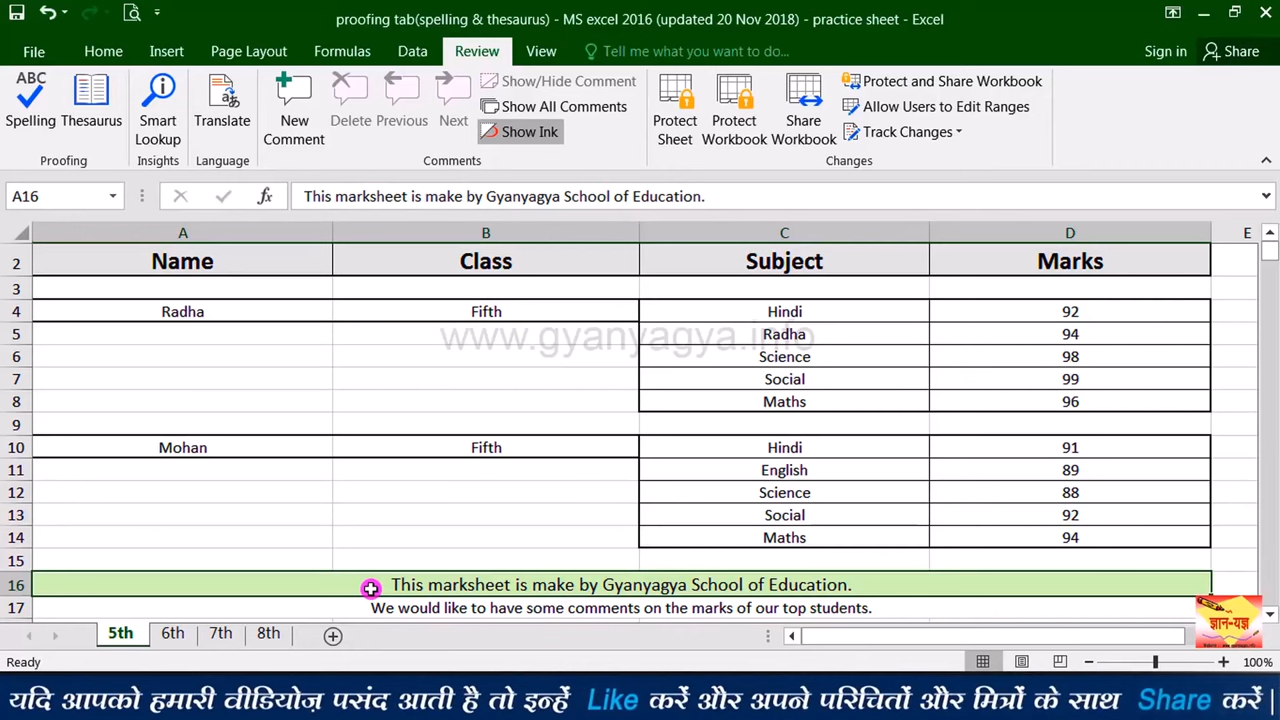 proofing tab(spelling & thesaurus) - MS excel 2016 (updated 20 Nov 2018) - practice sheet - Excel
File Home Insert Page Layout Formulas Data Review View Tell me what you want to do... Sign in Share
ABC
Spelling Thesaurus Smart Lookup Translate New Comment Delete Previous Next
Show/Hide Comment
Show All Comments
Show Ink
Protect Sheet Protect Workbook Share Workbook
Protect and Share Workbook
Allow Users to Edit Ranges
Track Changes
Proofing Insights Language Comments Changes
A16 fx This marksheet is make by Gyanyagya School of Education.
A B C D E
2 Name Class Subject Marks
3
4 Radha Fifth Hindi 92
5 Radha 94
www.gyanyagya.info
6 Science 98
7 Social 99
8 Maths 96
9
10 Mohan Fifth Hindi 91
11 English 89
12 Science 88
13 Social 92
14 Maths 94
15
16 This marksheet is make by Gyanyagya School of Education.
17 We would like to have some comments on the marks of our top students.
5th 6th 7th 8th
ज्ञान-यज्ञ
Ready 100%
यदि आपको हमारी वीडियोज़ पसंद आती है तो इन्हें Like करें और अपने परिचितों और मित्रों के साथ Share करें |